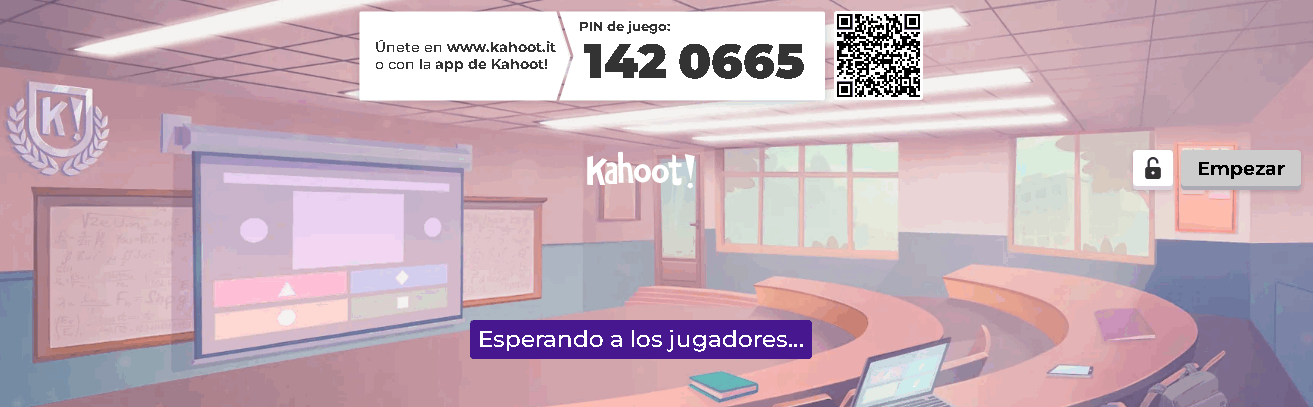 Únete en www.kahoot.it
o con la app de Kahoot!
PIN de juego:
142 0665
K!
Kahoot!
Empezar
Esperando a los jugadores...